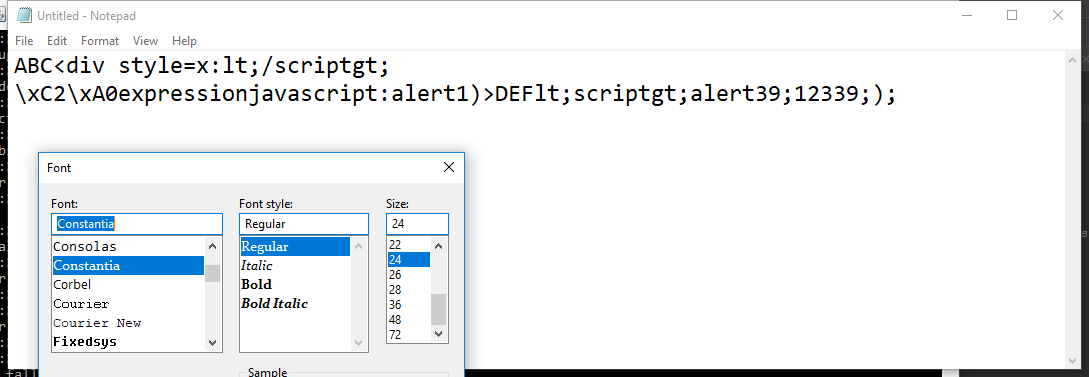 Untitled - Notepad
File Edit Format View Help
ABC<div style=x:lt;/scriptgt;
\xC2\xA0expressionjavascript:alert1)>DEFlt;scriptgt;alert39;12339;);
Font
Font: Font style: Size:
Constantia Regular 24
Consolas Regular 22
Constantia Italic 24
Corbel Bold 26
Courier Bold Italic 28
Courier New 36
Fixedsys 48
72
Sample